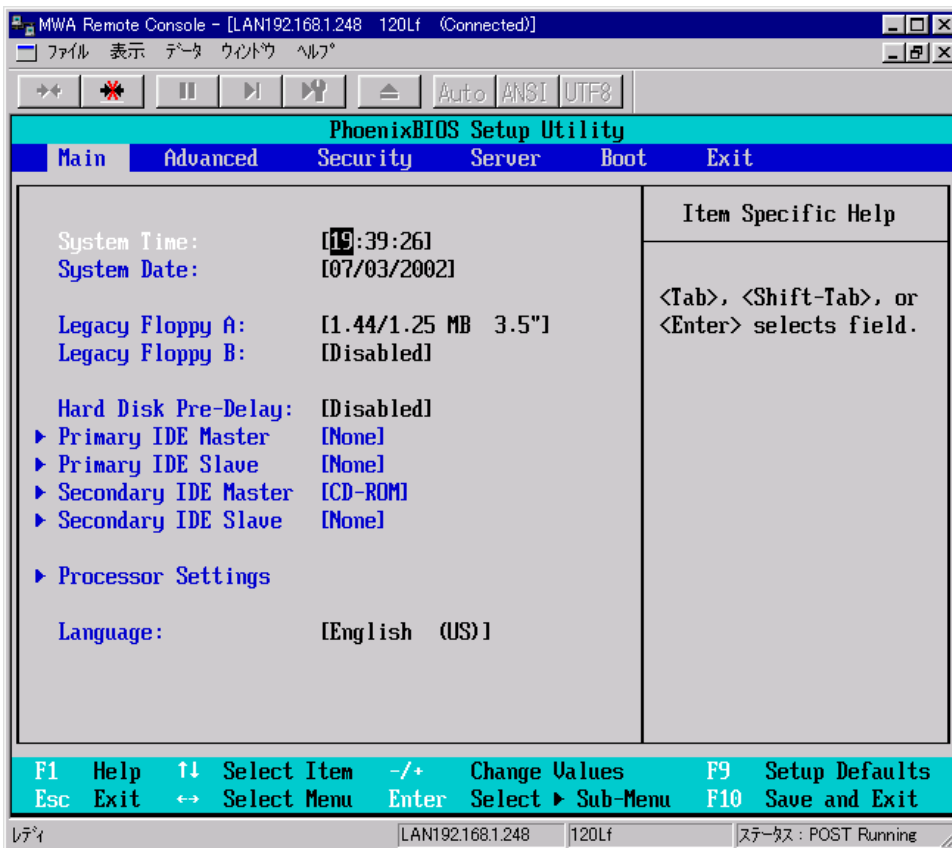 MWA Remote Console - [LAN192.168.1.248 120Lf (Connected)]
ファイル 表示 データ ウィンドウ ヘルプ
Auto ANSI UTF8
PhoenixBIOS Setup Utility
Main Advanced Security Server Boot Exit
Item Specific Help
System Time: [19:39:26]
System Date: [07/03/2002]
<Tab>, <Shift-Tab>, or
<Enter> selects field.
Legacy Floppy A: [1.44/1.25 MB 3.5"]
Legacy Floppy B: [Disabled]
Hard Disk Pre-Delay: [Disabled]
Primary IDE Master [None]
Primary IDE Slave [None]
Secondary IDE Master [CD-ROM]
Secondary IDE Slave [None]
Processor Settings
Language: [English (US)]
F1 Help ↑↓ Select Item -/+ Change Values F9 Setup Defaults
Esc Exit ↔ Select Menu Enter Select ▶ Sub-Menu F10 Save and Exit
レディ LAN192.168.1.248 120Lf ステータス : POST Running